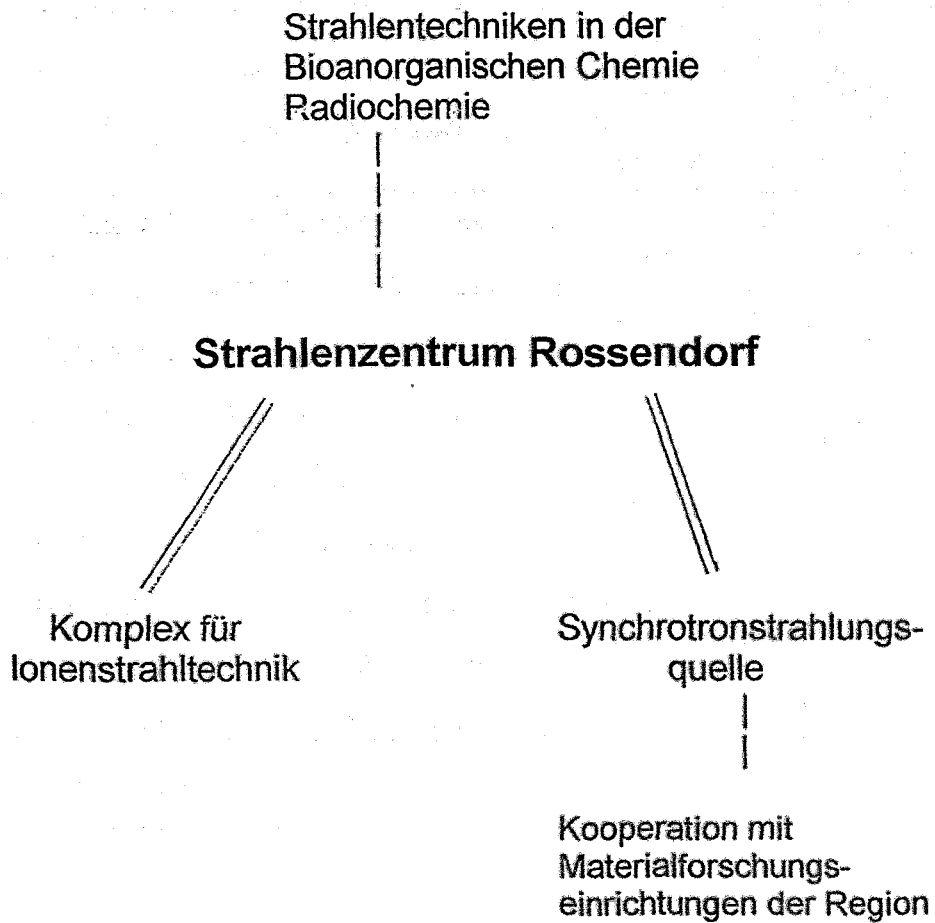 Strahlentechniken in der
Bioanorganischen Chemie
Radiochemie
Strahlenzentrum Rossendorf
Komplex für
Ionenstrahltechnik
Synchrotronstrahlungs-
quelle
Kooperation mit
Materialforschungs-
einrichtungen der Region